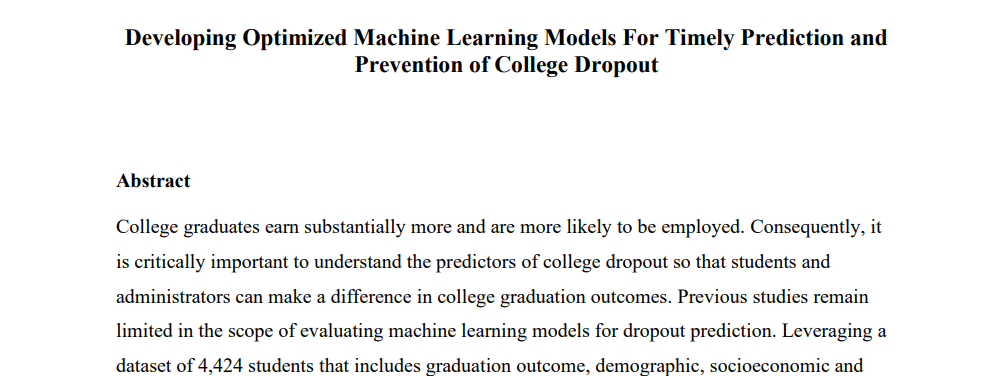 Developing Optimized Machine Learning Models For Timely Prediction and
Prevention of College Dropout
Abstract
College graduates earn substantially more and are more likely to be employed. Consequently, it
is critically important to understand the predictors of college dropout so that students and
administrators can make a difference in college graduation outcomes. Previous studies remain
limited in the scope of evaluating machine learning models for dropout prediction. Leveraging a
dataset of 4,424 students that includes graduation outcome, demographic, socioeconomic and